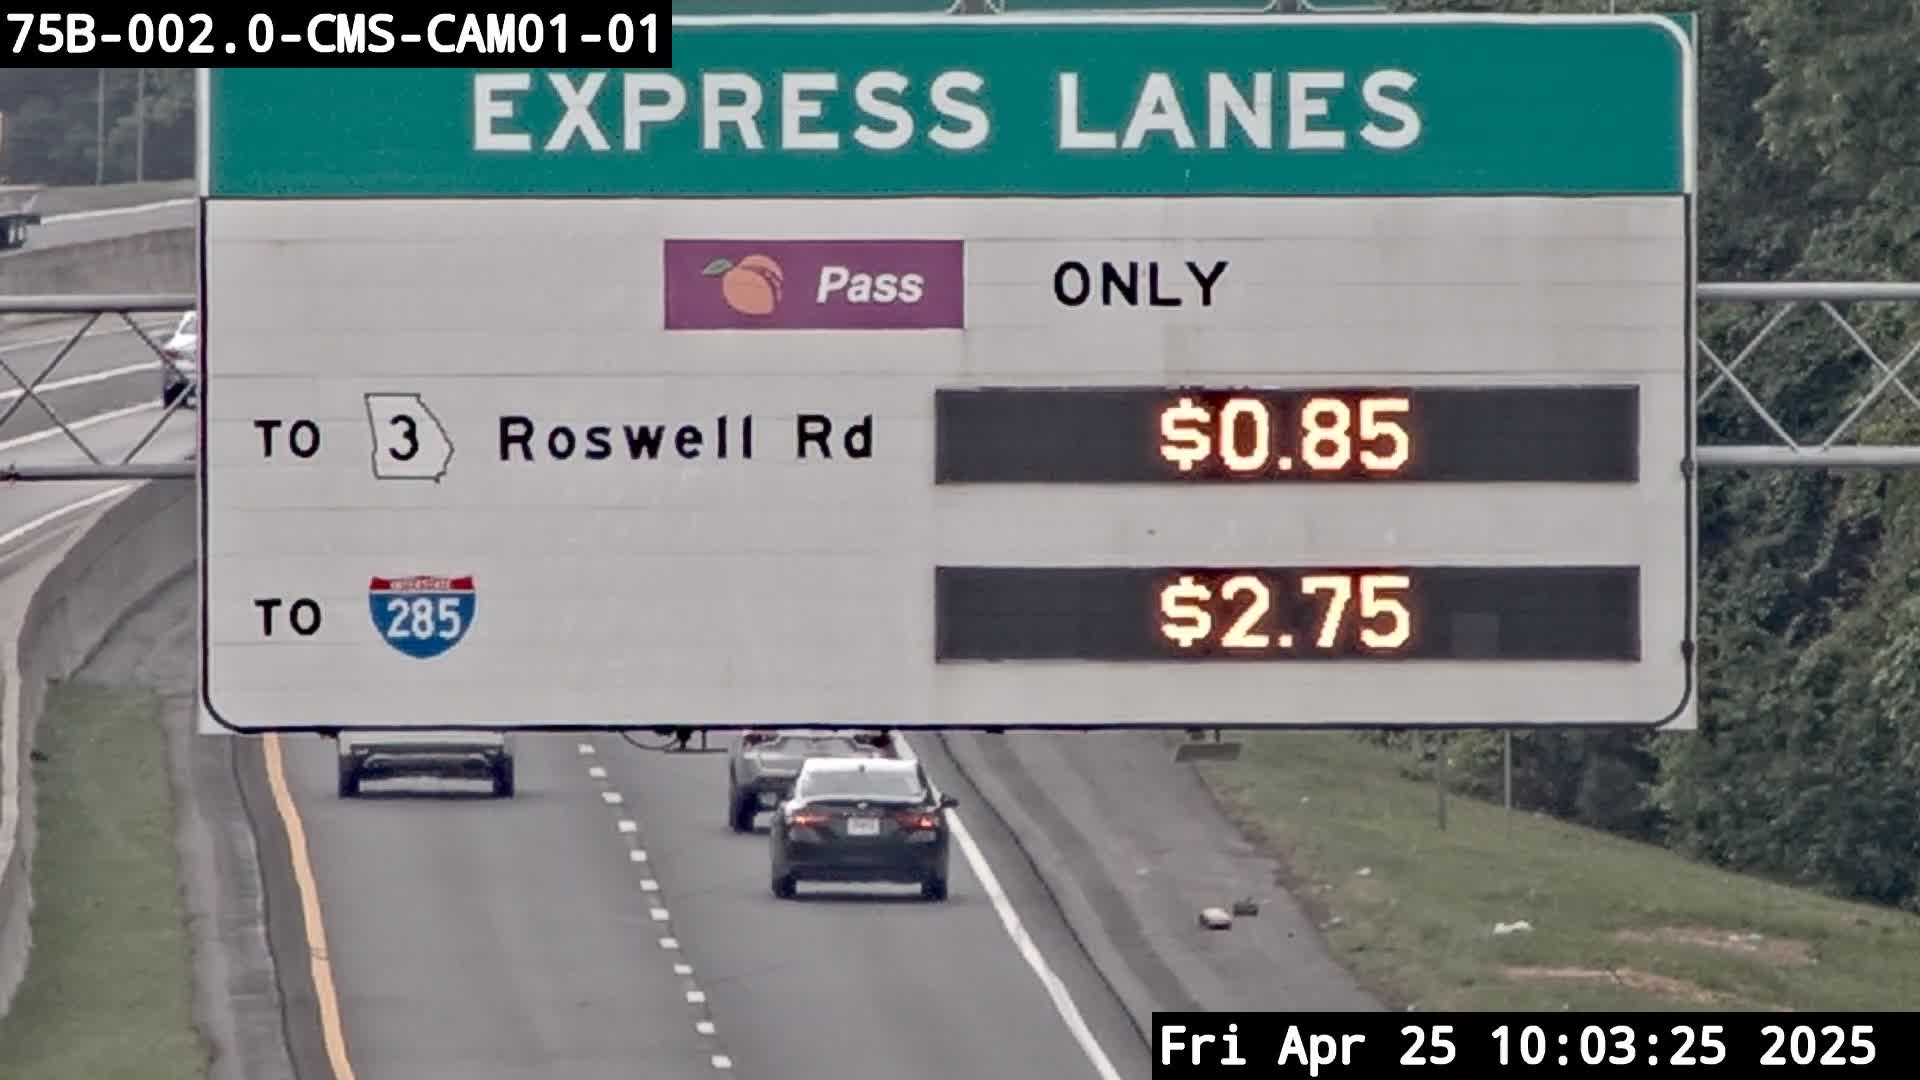 75B-002.0-CMS-CAM01-01
EXPRESS LANES
Pass ONLY
TO 3 Roswell Rd $0.85
INTERSTATE
TO 285 $2.75
Fri Apr 25 10:03:25 2025